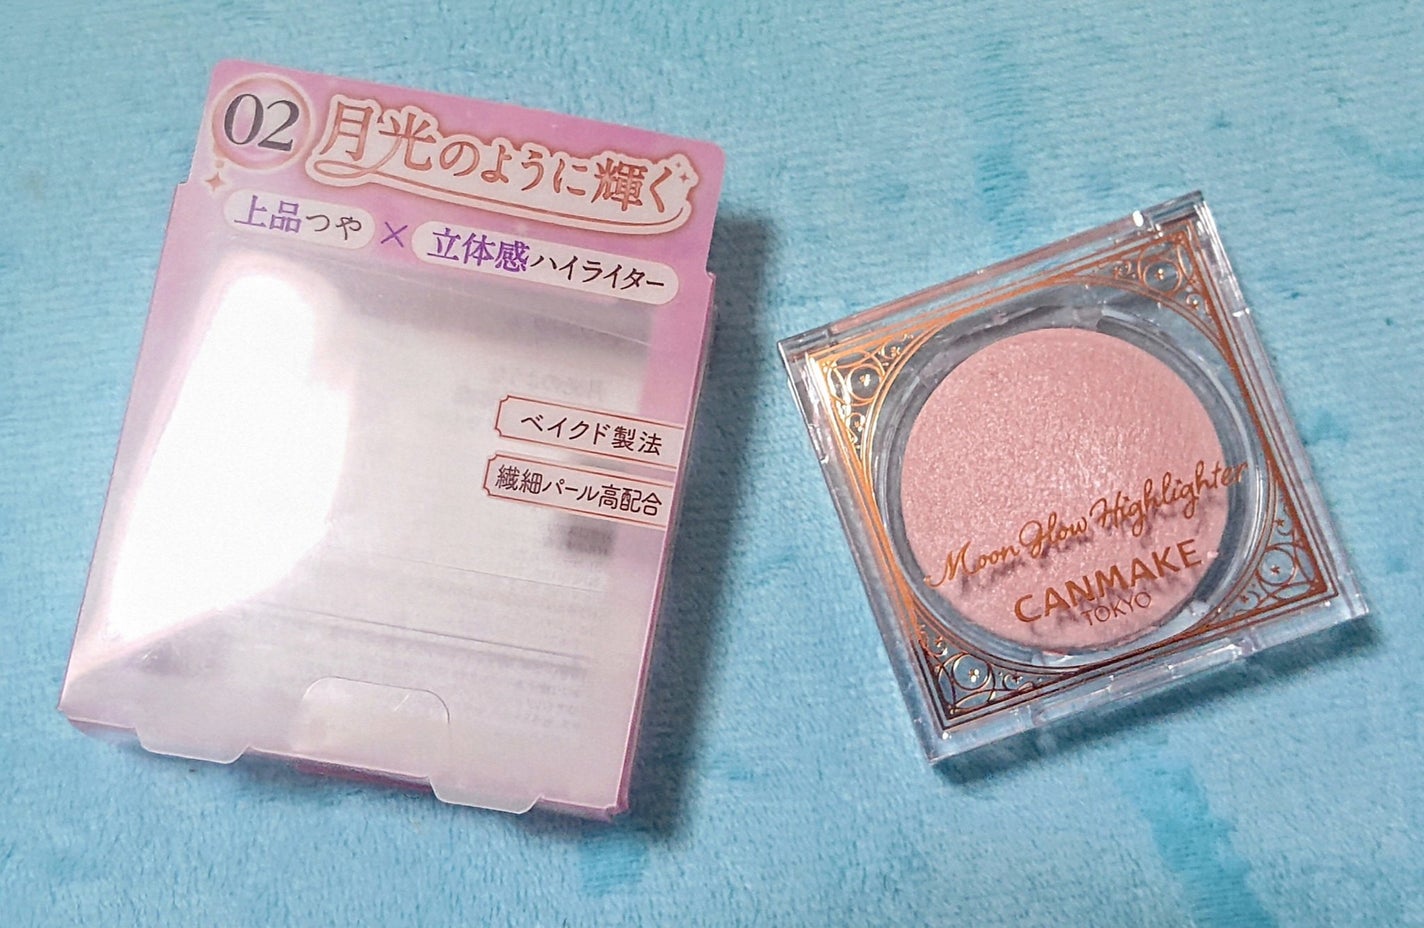 02
月光のように輝く
上品つや×立体感ハイライター
ベイクド製法
繊細パール高配合
Moon Glow Highlighter
CANMAKE
TOKYO